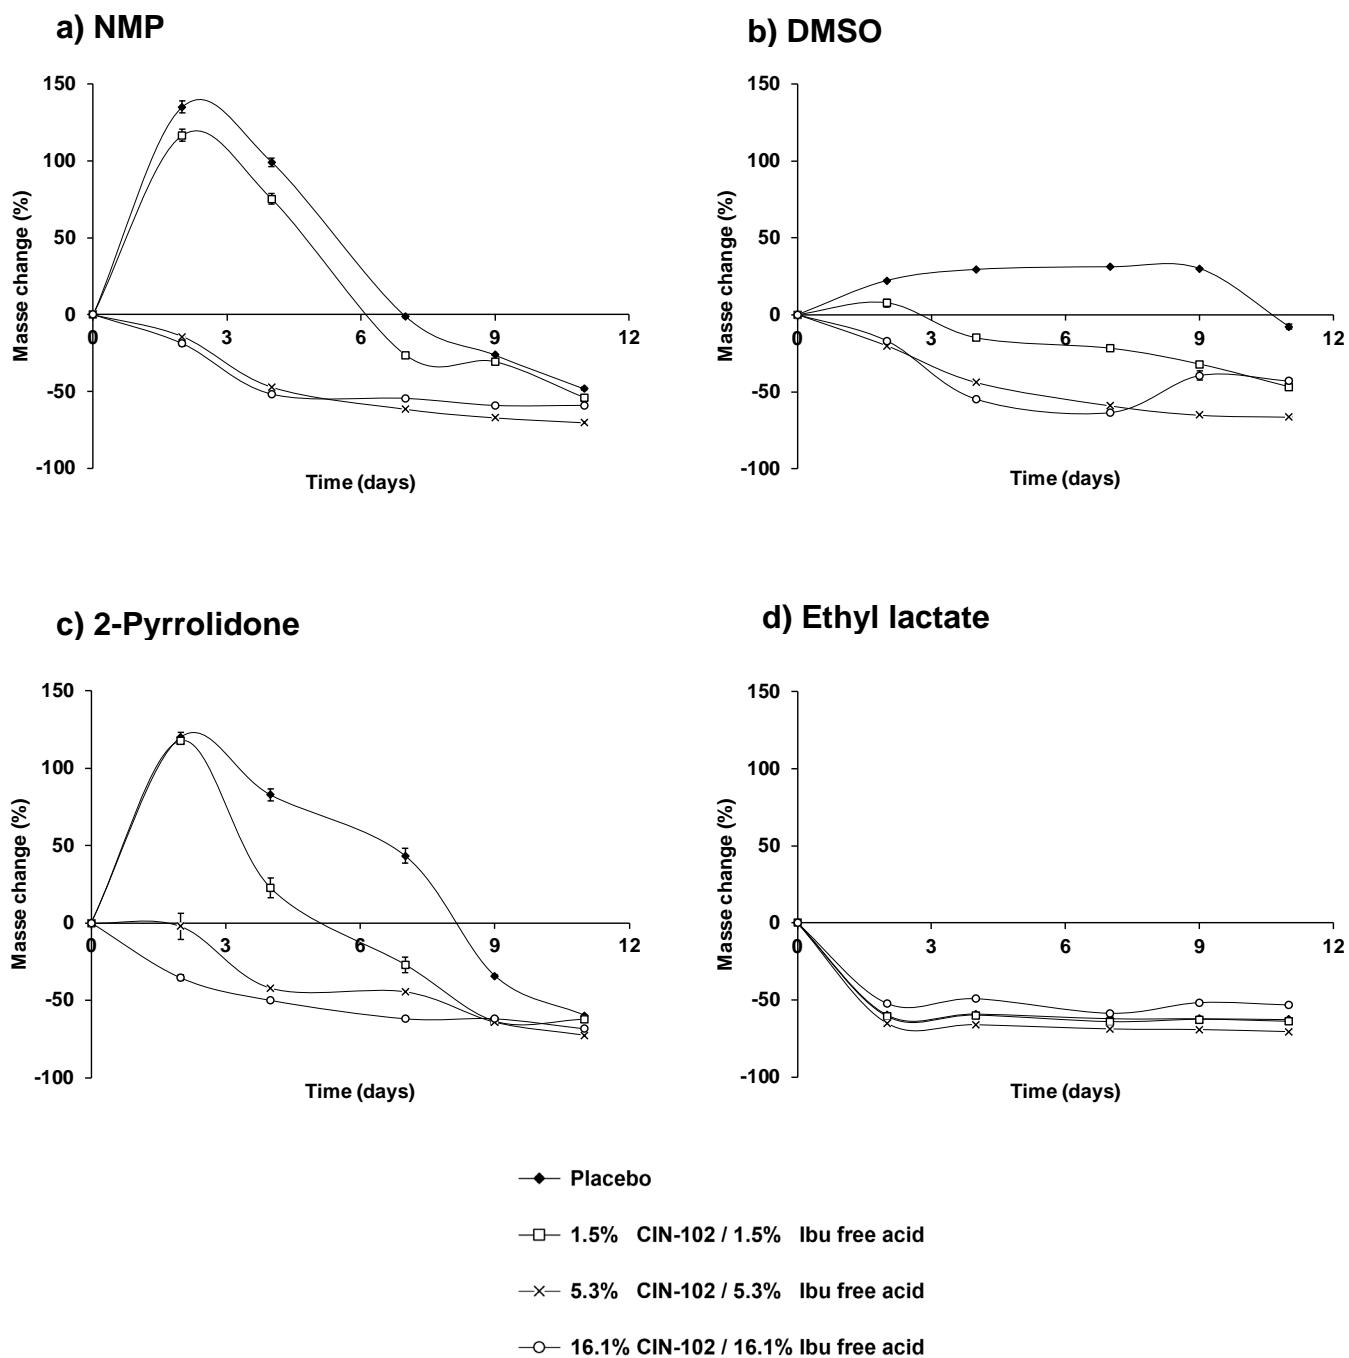 a) NMP
150
100
50
0
-50
-100
0
3
6
9
12
Masse change (%)
Time (days)
b) DMSO
150
100
50
0
-50
-100
0
3
6
9
12
Masse change (%)
Time (days)
c) 2-Pyrrolidone
150
100
50
0
-50
-100
0
3
6
9
12
Masse change (%)
Time (days)
d) Ethyl lactate
150
100
50
0
-50
-100
0
3
6
9
12
Masse change (%)
Time (days)
Placebo
1.5% CIN-102 / 1.5% Ibu free acid
5.3% CIN-102 / 5.3% Ibu free acid
16.1% CIN-102 / 16.1% Ibu free acid